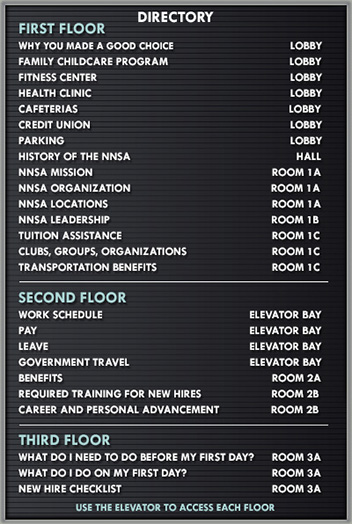 DIRECTORY
FIRST FLOOR
WHY YOU MADE A GOOD CHOICE LOBBY
FAMILY CHILDCARE PROGRAM LOBBY
FITNESS CENTER LOBBY
HEALTH CLINIC LOBBY
CAFETERIAS LOBBY
CREDIT UNION LOBBY
PARKING LOBBY
HISTORY OF THE NNSA HALL
NNSA MISSION ROOM 1A
NNSA ORGANIZATION ROOM 1A
NNSA LOCATIONS ROOM 1A
NNSA LEADERSHIP ROOM 1B
TUITION ASSISTANCE ROOM 1C
CLUBS, GROUPS, ORGANIZATIONS ROOM 1C
TRANSPORTATION BENEFITS ROOM 1C
SECOND FLOOR
WORK SCHEDULE ELEVATOR BAY
PAY ELEVATOR BAY
LEAVE ELEVATOR BAY
GOVERNMENT TRAVEL ELEVATOR BAY
BENEFITS ROOM 2A
REQUIRED TRAINING FOR NEW HIRES ROOM 2B
CAREER AND PERSONAL ADVANCEMENT ROOM 2B
THIRD FLOOR
WHAT DO I NEED TO DO BEFORE MY FIRST DAY? ROOM 3A
WHAT DO I DO ON MY FIRST DAY? ROOM 3A
NEW HIRE CHECKLIST ROOM 3A
USE THE ELEVATOR TO ACCESS EACH FLOOR